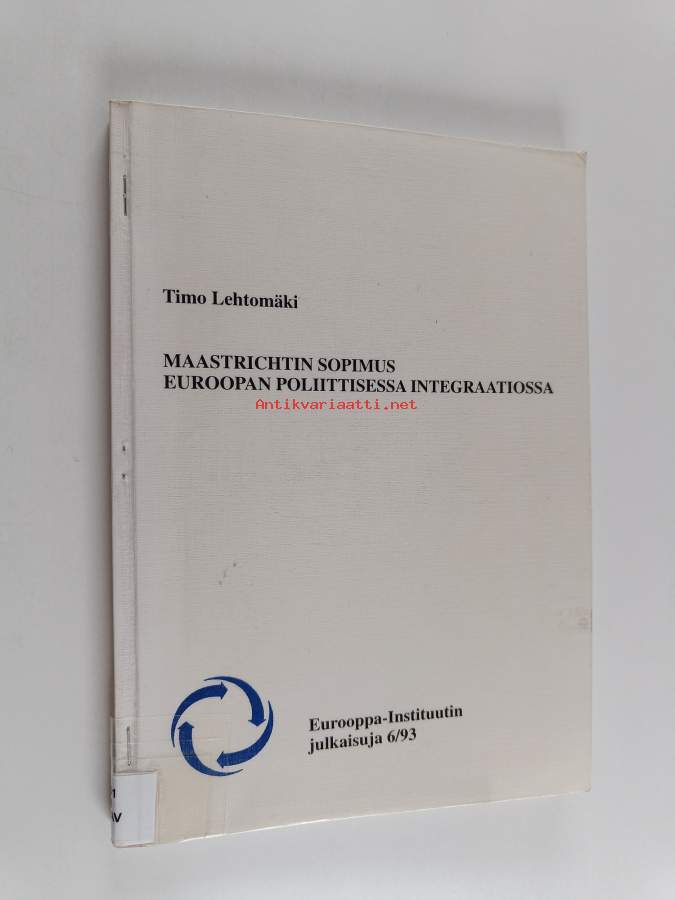 Timo Lehtomäki
MAASTRICHTIN SOPIMUS
EUROOPAN POLIITTISESSA INTEGRAATIOSSA
Antikvariaatti.net
Eurooppa-Instituutin
julkaisuja 6/93